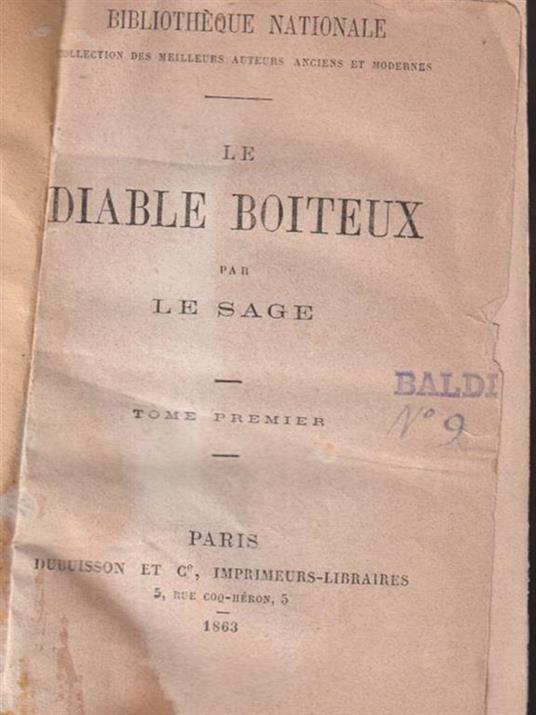 BIBLIOTHÈQUE NATIONALE
COLLECTION DES MEILLEURS AUTEURS ANCIENS ET MODERNES
LE
DIABLE BOITEUX
PAR
LE SAGE
BALDI
N° 9
TOME PREMIER
PARIS
DUBUISSON ET Cᵉ, IMPRIMEURS-LIBRAIRES
5, RUE COQ-HÉRON, 5
1863